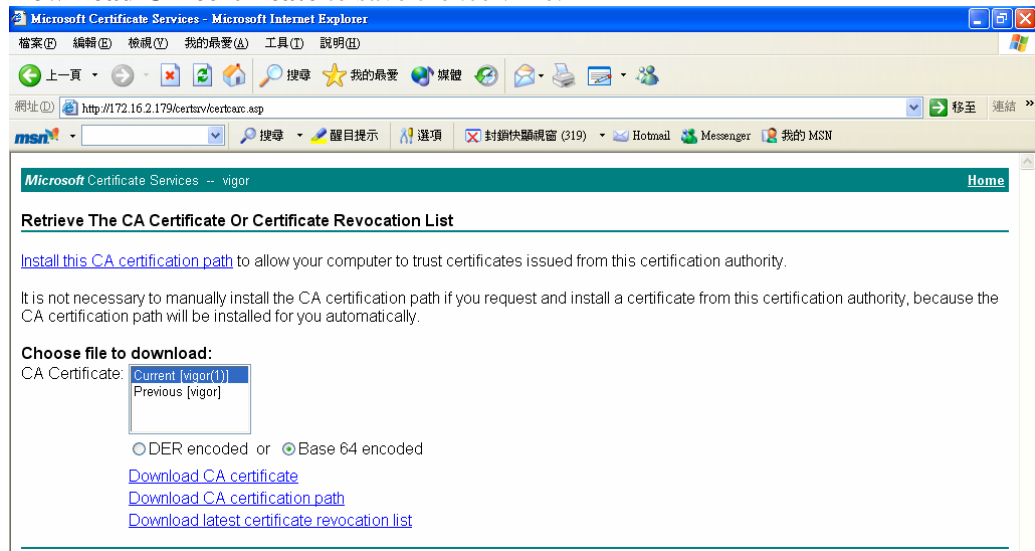 Microsoft Certificate Services - Microsoft Internet Explorer
檔案(F) 編輯(E) 檢視(V) 我的最愛(A) 工具(T) 說明(H)
上一頁 搜尋 我的最愛 媒體
網址(D) http://172.16.2.179/certsrv/certcarc.asp 移至 連結 »
msn 搜尋 醒目提示 選項 封鎖快顯視窗 (319) Hotmail Messenger 我的 MSN
Microsoft Certificate Services -- vigor Home
Retrieve The CA Certificate Or Certificate Revocation List
Install this CA certification path to allow your computer to trust certificates issued from this certification authority.
It is not necessary to manually install the CA certification path if you request and install a certificate from this certification authority, because the
CA certification path will be installed for you automatically.
Choose file to download:
CA Certificate: Current [vigor(1)]
Previous [vigor]
DER encoded or Base 64 encoded
Download CA certificate
Download CA certification path
Download latest certificate revocation list